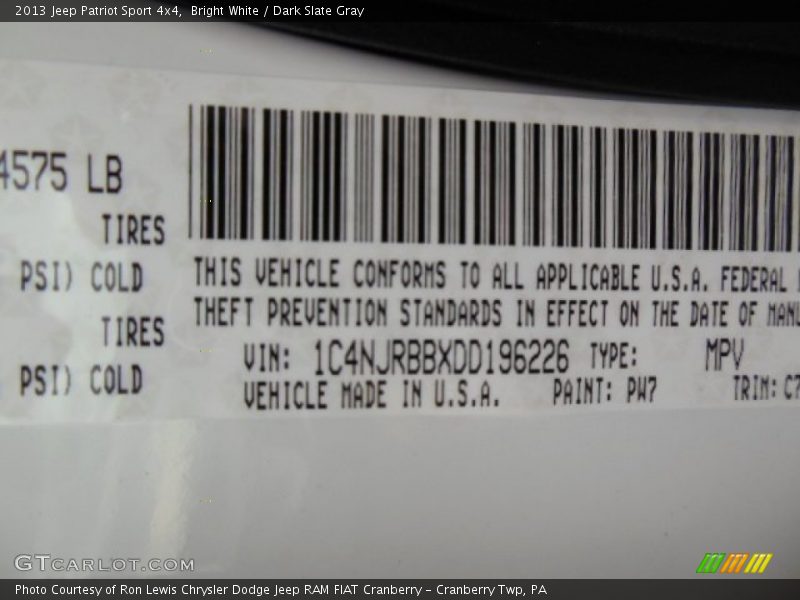 2013 Jeep Patriot Sport 4x4, Bright White / Dark Slate Gray
4575 LB
TIRES
PSI) COLD
TIRES
PSI) COLD
THIS VEHICLE CONFORMS TO ALL APPLICABLE U.S.A. FEDERAL
THEFT PREVENTION STANDARDS IN EFFECT ON THE DATE OF MANU
VIN: 1C4NJRBBXDD196226 TYPE: MPV
VEHICLE MADE IN U.S.A. PAINT: PW7 TRIM: C7
GTCARLOT.COM
Photo Courtesy of Ron Lewis Chrysler Dodge Jeep RAM FIAT Cranberry – Cranberry Twp, PA